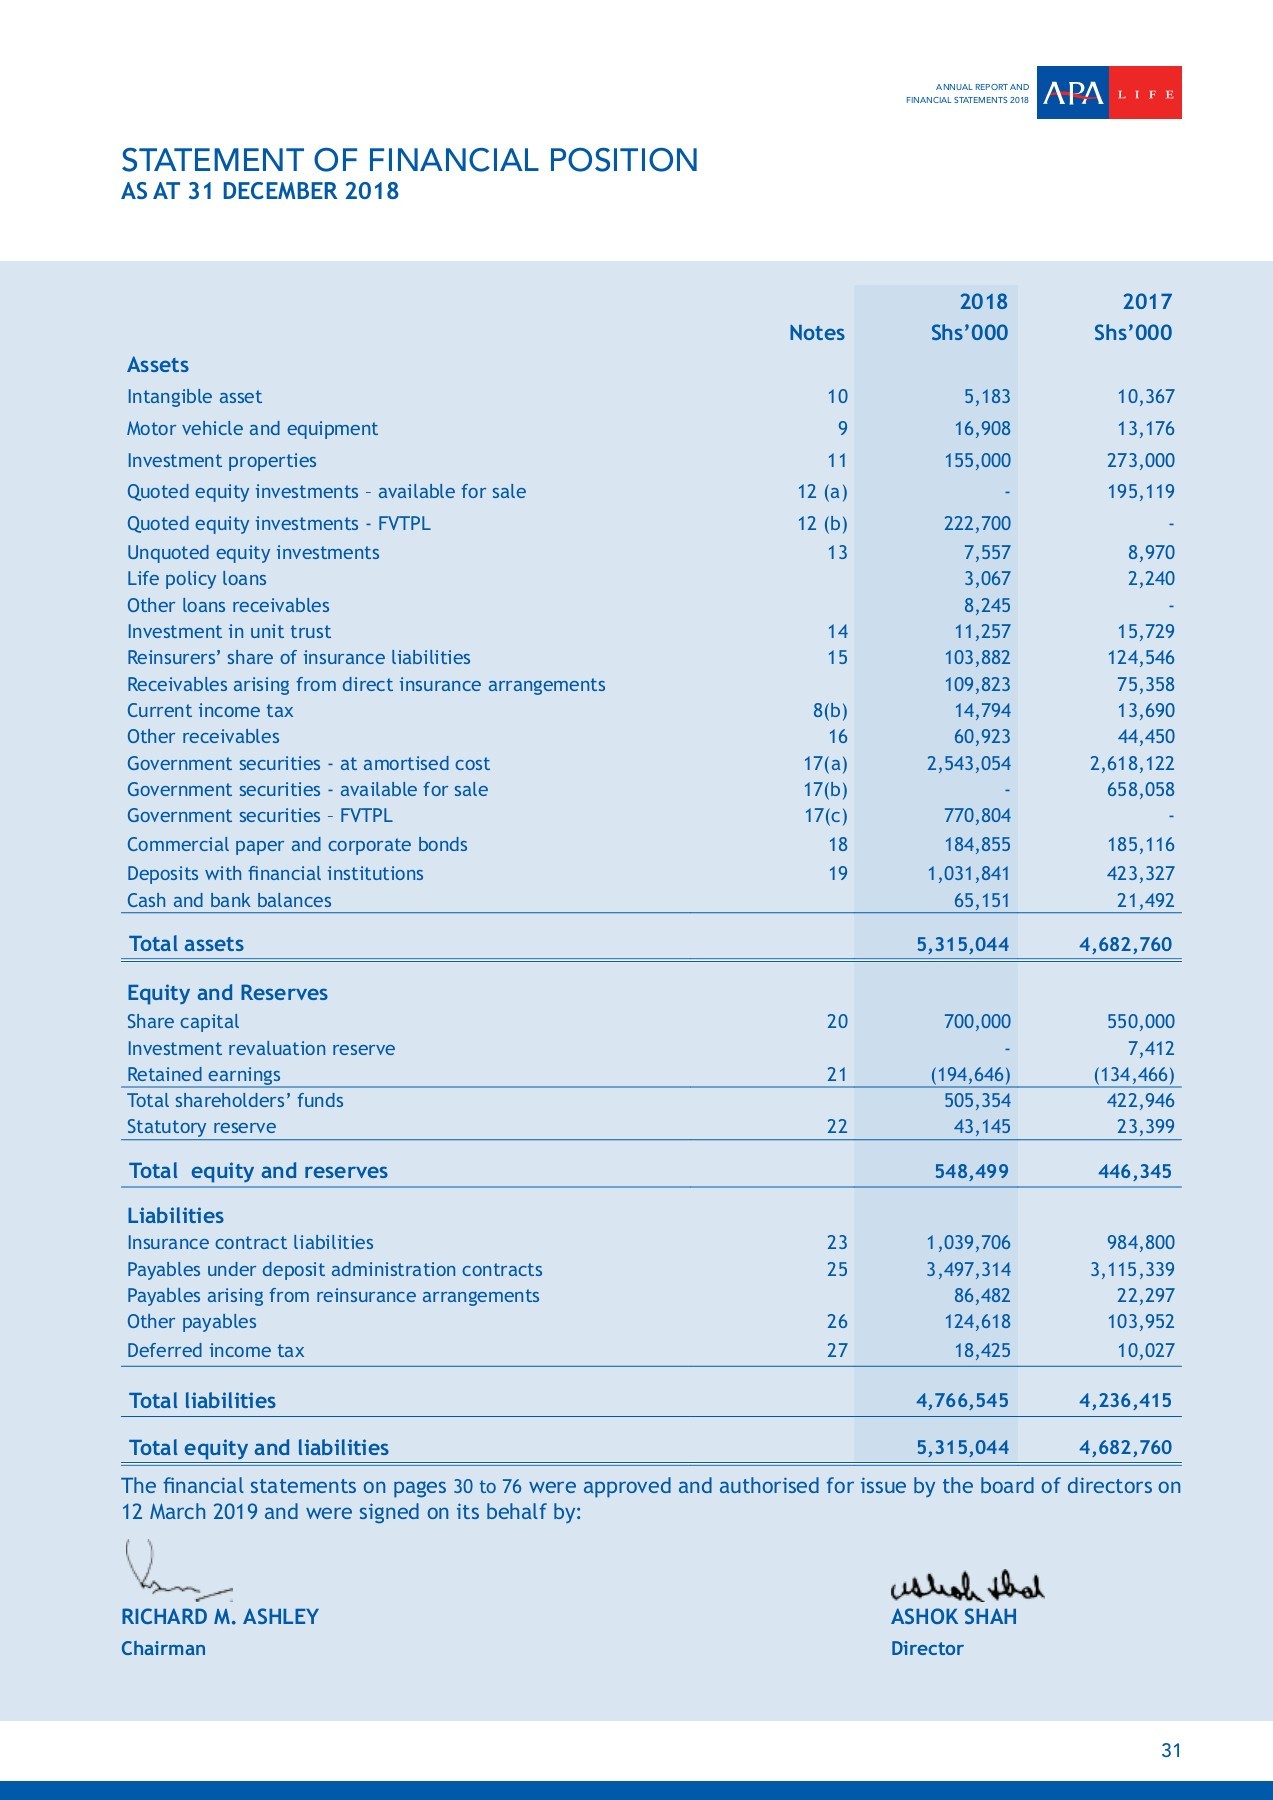 ANNUAL REPORT AND
FINANCIAL STATEMENTS 2018
APA LIFE
STATEMENT OF FINANCIAL POSITION
AS AT 31 DECEMBER 2018
2018 2017
Notes Shs’000 Shs’000
Assets
Intangible asset 10 5,183 10,367
Motor vehicle and equipment 9 16,908 13,176
Investment properties 11 155,000 273,000
Quoted equity investments – available for sale 12 (a) - 195,119
Quoted equity investments - FVTPL 12 (b) 222,700 -
Unquoted equity investments 13 7,557 8,970
Life policy loans 3,067 2,240
Other loans receivables 8,245 -
Investment in unit trust 14 11,257 15,729
Reinsurers’ share of insurance liabilities 15 103,882 124,546
Receivables arising from direct insurance arrangements 109,823 75,358
Current income tax 8(b) 14,794 13,690
Other receivables 16 60,923 44,450
Government securities - at amortised cost 17(a) 2,543,054 2,618,122
Government securities - available for sale 17(b) - 658,058
Government securities – FVTPL 17(c) 770,804 -
Commercial paper and corporate bonds 18 184,855 185,116
Deposits with financial institutions 19 1,031,841 423,327
Cash and bank balances 65,151 21,492
Total assets 5,315,044 4,682,760
Equity and Reserves
Share capital 20 700,000 550,000
Investment revaluation reserve - 7,412
Retained earnings 21 (194,646) (134,466)
Total shareholders’ funds 505,354 422,946
Statutory reserve 22 43,145 23,399
Total equity and reserves 548,499 446,345
Liabilities
Insurance contract liabilities 23 1,039,706 984,800
Payables under deposit administration contracts 25 3,497,314 3,115,339
Payables arising from reinsurance arrangements 86,482 22,297
Other payables 26 124,618 103,952
Deferred income tax 27 18,425 10,027
Total liabilities 4,766,545 4,236,415
Total equity and liabilities 5,315,044 4,682,760
The financial statements on pages 30 to 76 were approved and authorised for issue by the board of directors on
12 March 2019 and were signed on its behalf by:
ashok shah
RICHARD M. ASHLEY ASHOK SHAH
Chairman Director
31